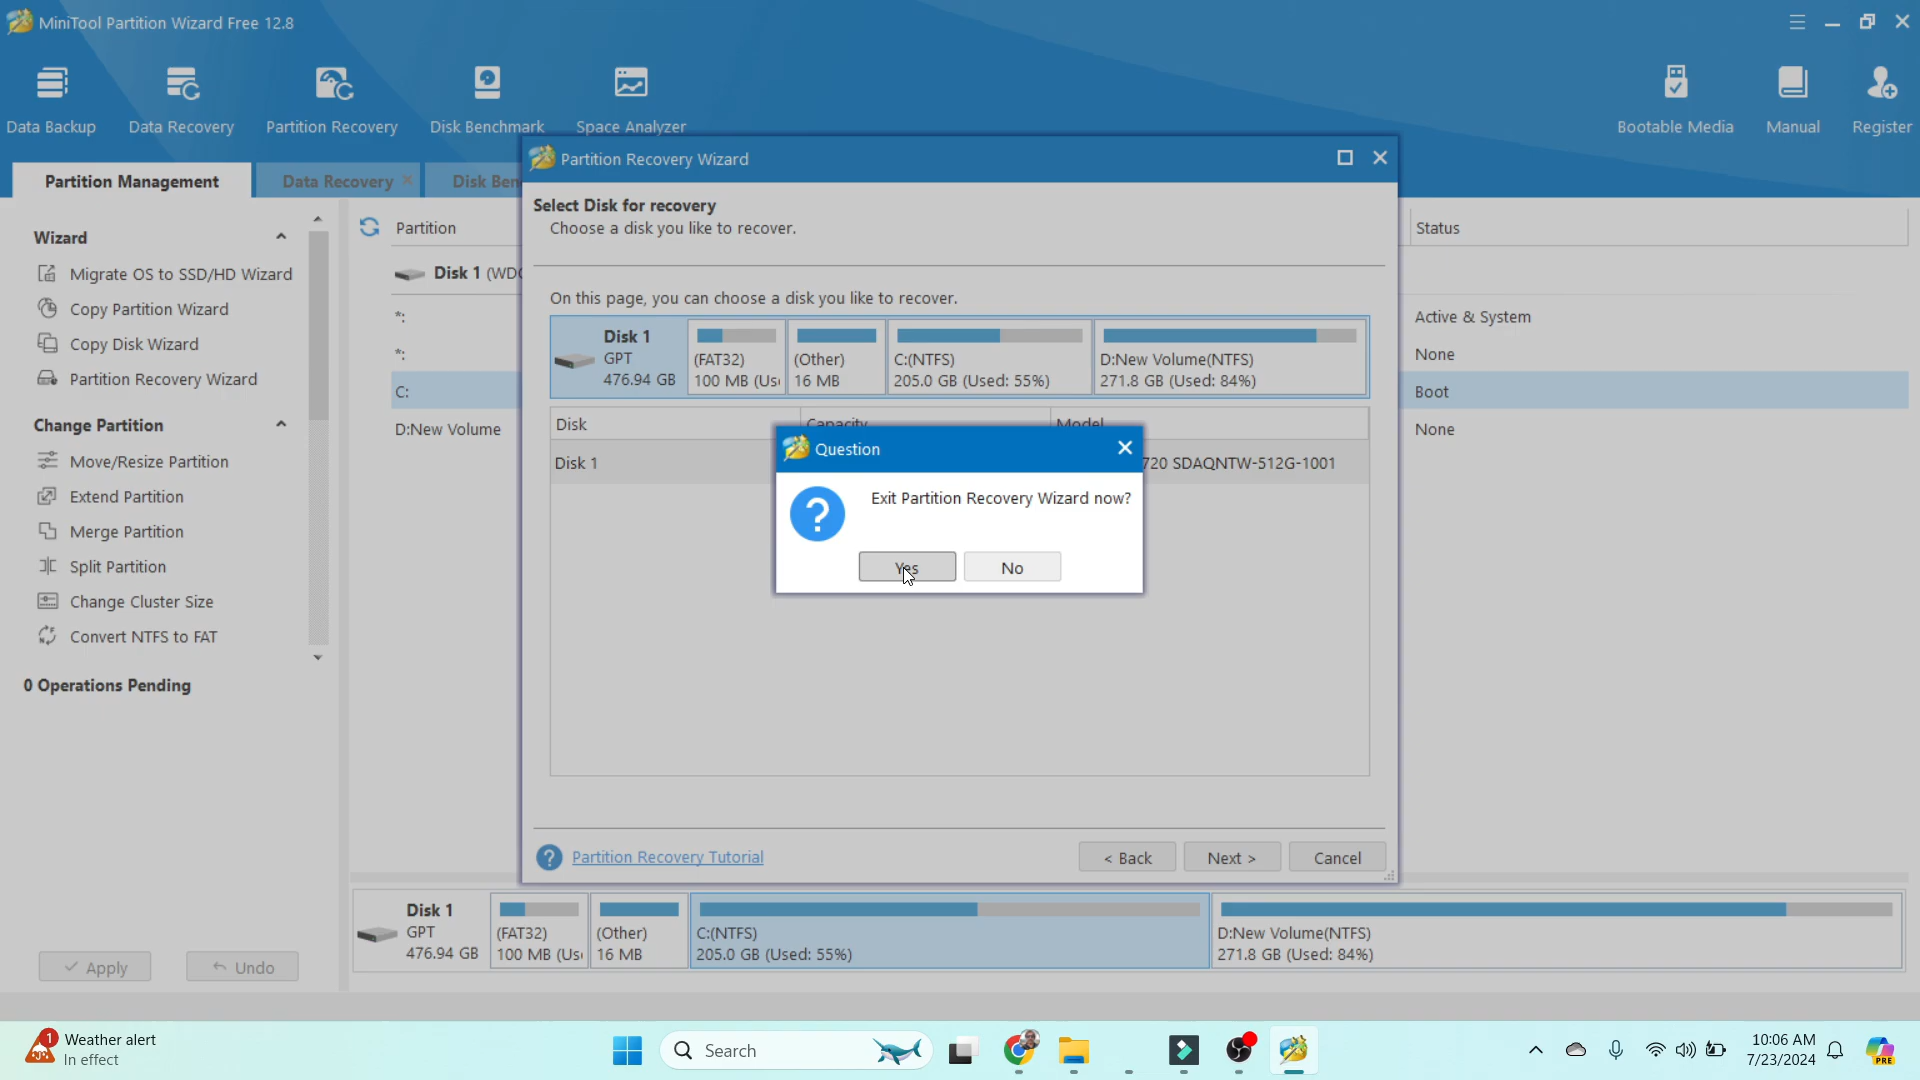 MiniTool Partition Wizard Free 12.8
Data Backup
Data Recovery
Partition Recovery
Disk Benchmark
Space Analyzer
Bootable Media
Manual
Register
Partition Management
Data Recovery
Disk Ben
Partition Recovery Wizard
Select Disk for recovery
Choose a disk you like to recover.
On this page, you can choose a disk you like to recover.
Disk 1
GPT
476.94 GB
(FAT32)
100 MB (Us
(Other)
16 MB
C:(NTFS)
205.0 GB (Used: 55%)
D:New Volume(NTFS)
271.8 GB (Used: 84%)
Disk
Capacity
Model
Disk 1
720 SDAQNTW-512G-1001
Question
Exit Partition Recovery Wizard now?
Yes
No
Partition Recovery Tutorial
< Back
Next >
Cancel
Wizard
Migrate OS to SSD/HD Wizard
Copy Partition Wizard
Copy Disk Wizard
Partition Recovery Wizard
Change Partition
Move/Resize Partition
Extend Partition
Merge Partition
Split Partition
Change Cluster Size
Convert NTFS to FAT
0 Operations Pending
Apply
Undo
Partition
Disk 1 (WDC
*:
*:
C:
D:New Volume
Status
Active & System
None
Boot
None
Disk 1
GPT
476.94 GB
(FAT32)
100 MB (Us
(Other)
16 MB
C:(NTFS)
205.0 GB (Used: 55%)
D:New Volume(NTFS)
271.8 GB (Used: 84%)
1
Weather alert
In effect
Search
10:06 AM
7/23/2024
PRE